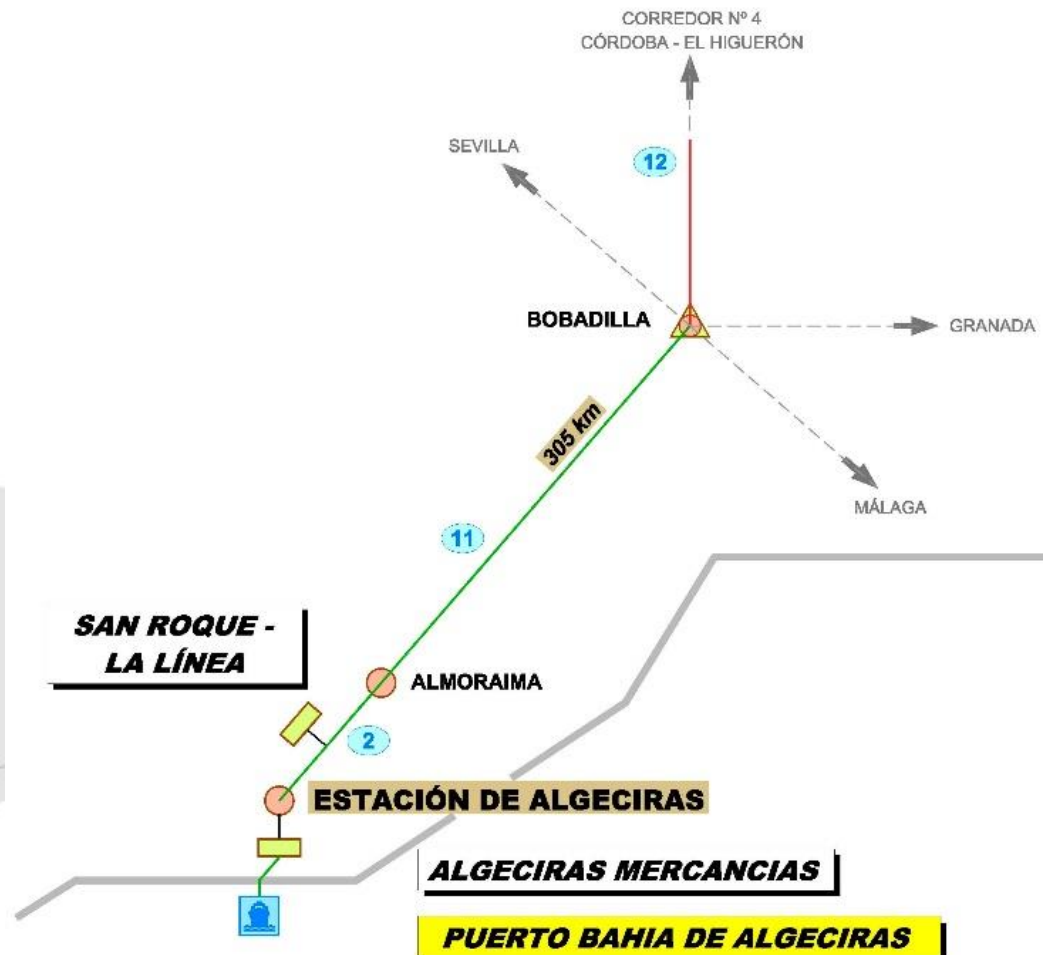 CORREDOR Nº 4
CÓRDOBA - EL HIGUERÓN
SEVILLA
12
BOBADILLA
GRANADA
305 km
MÁLAGA
11
SAN ROQUE -
LA LÍNEA
ALMORAIMA
2
ESTACIÓN DE ALGECIRAS
ALGECIRAS MERCANCIAS
PUERTO BAHIA DE ALGECIRAS